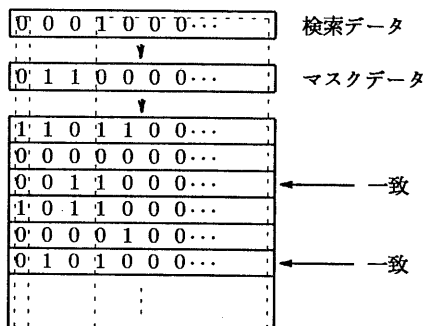 0 0 0 1 0 0 0… 検索データ
0 1 1 0 0 0 0… マスクデータ
1 1 0 1 1 0 0…
0 0 0 0 0 0 0…
0 0 1 1 0 0 0… 一致
1 0 1 1 0 0 0…
0 0 0 0 1 0 0…
0 1 0 1 0 0 0… 一致